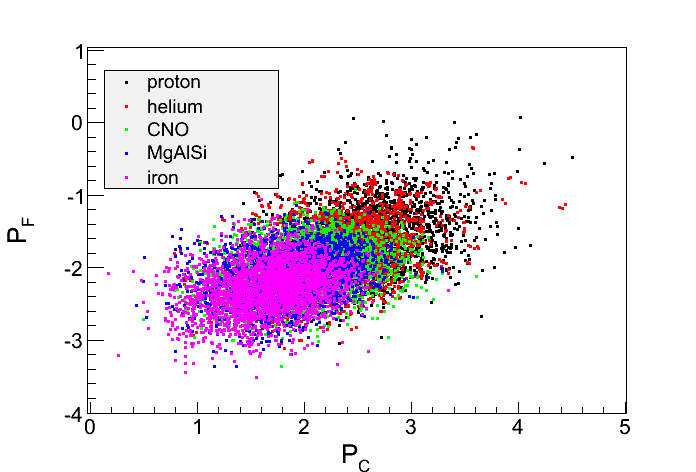 1
0
-1
-2
-3
-4
P_F
proton
helium
CNO
MgAlSi
iron
0 1 2 3 4 5
P_C